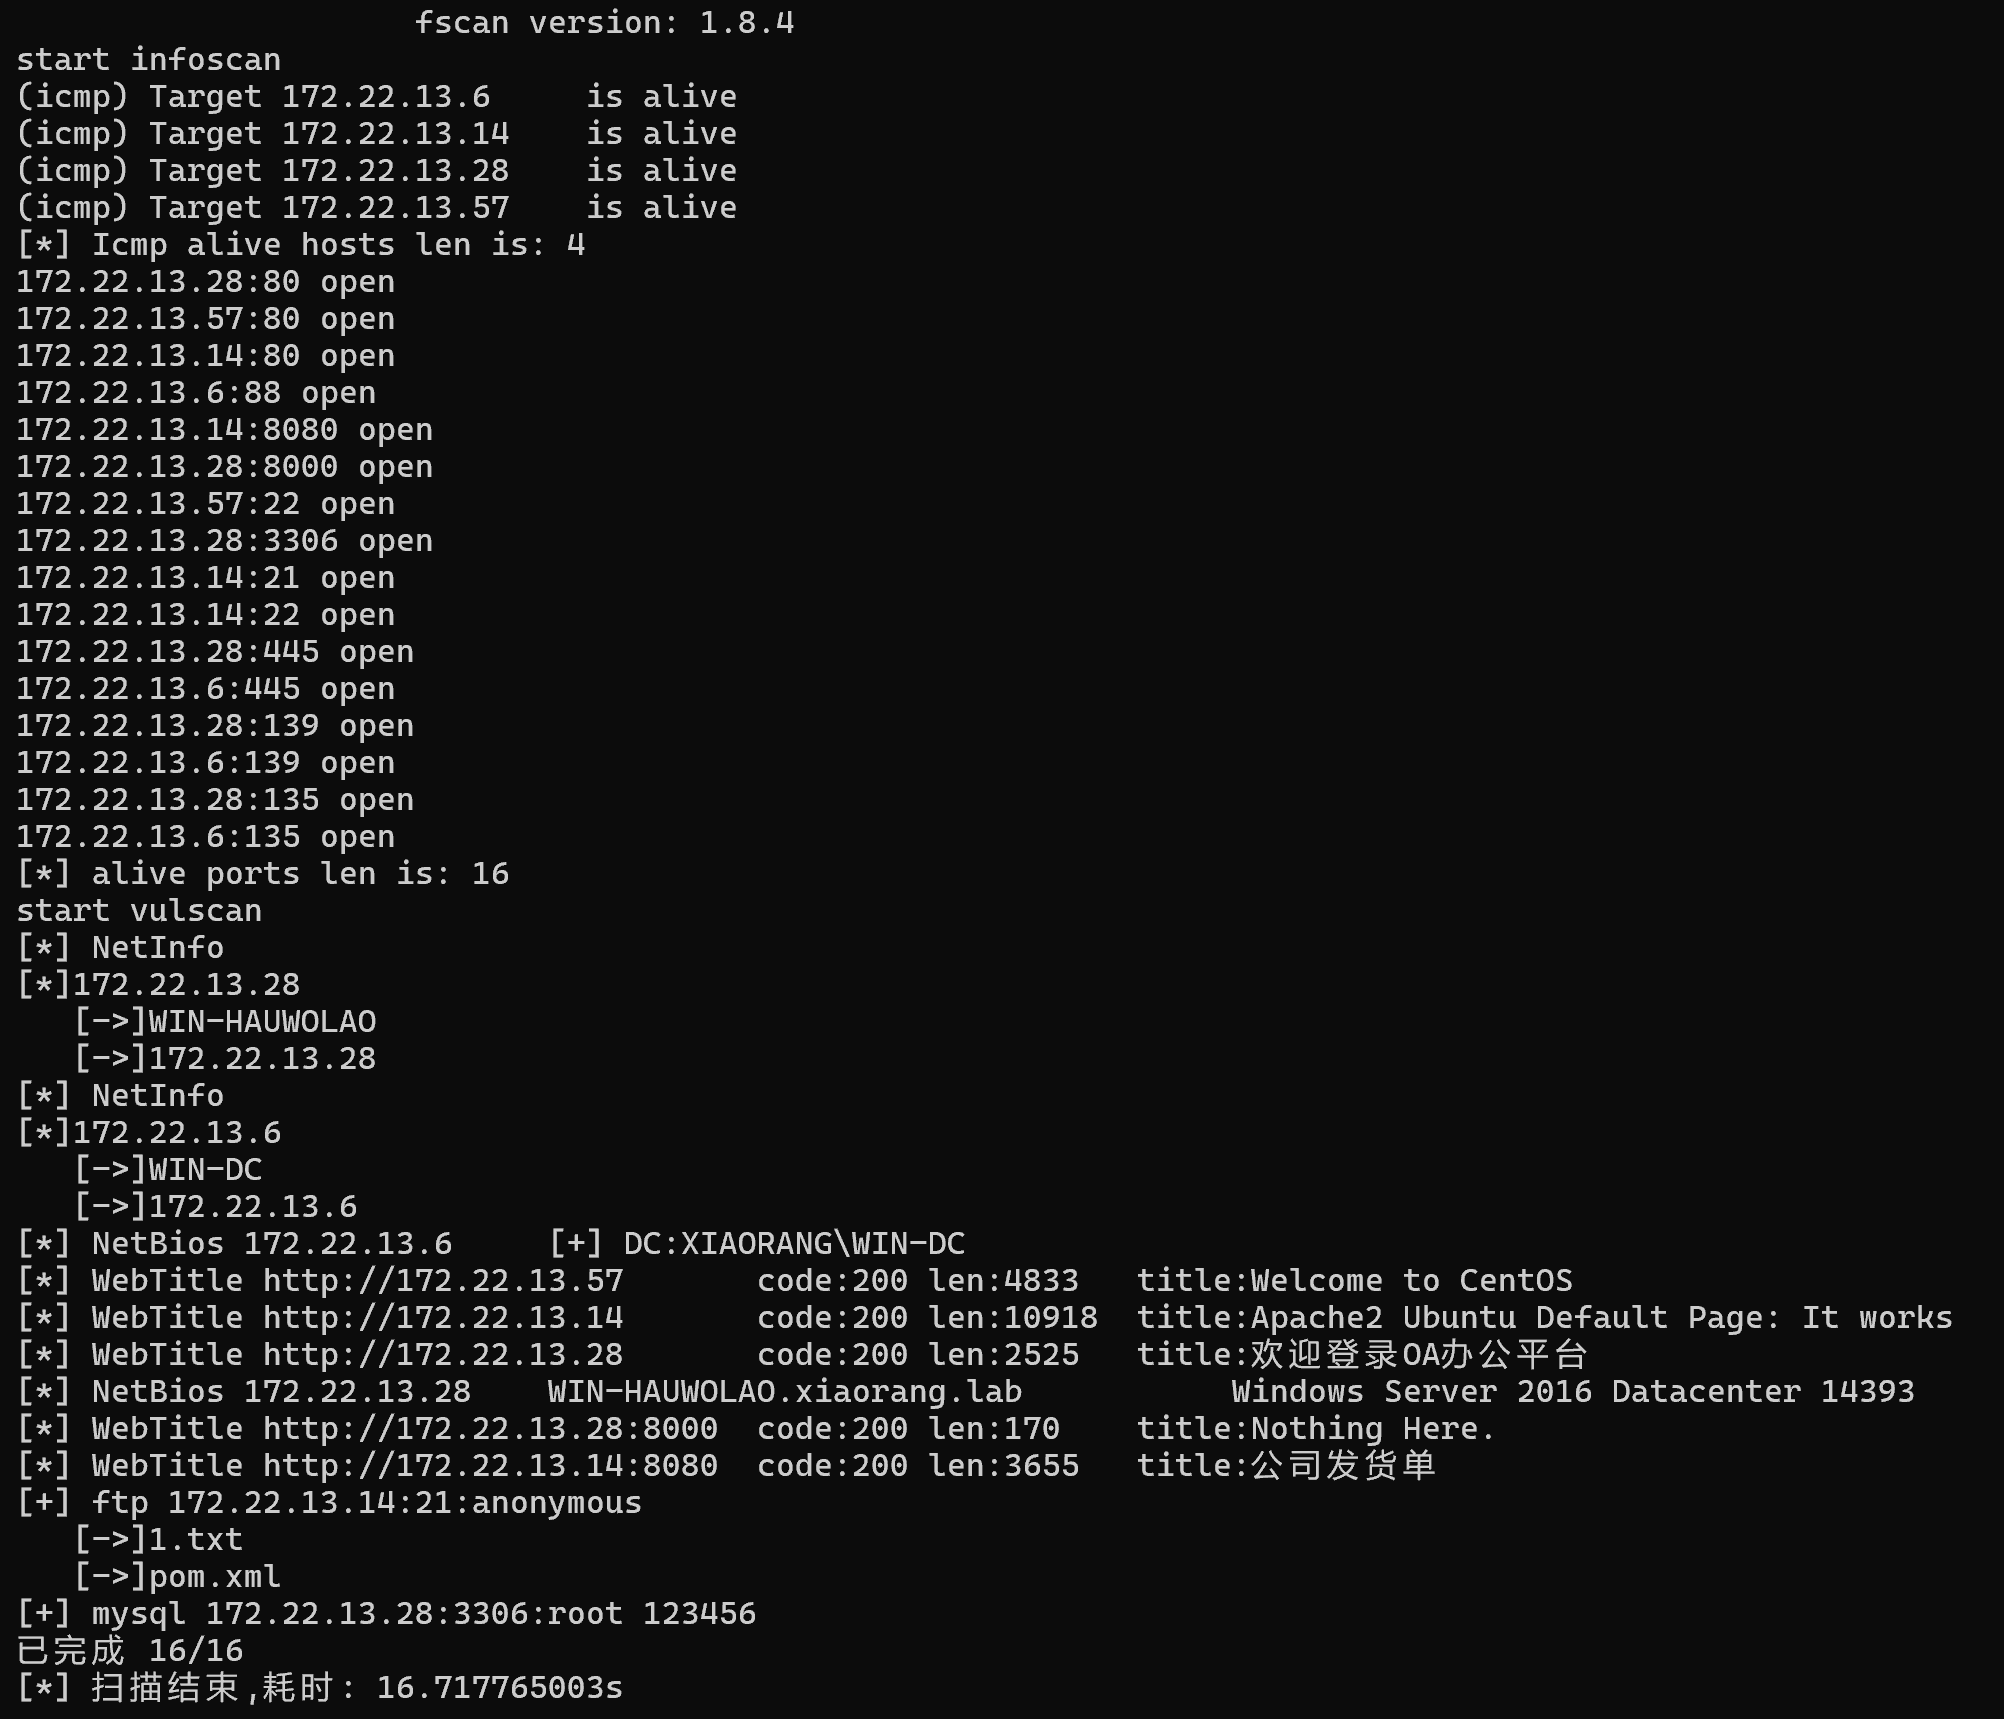 fscan version: 1.8.4
start infoscan
(icmp) Target 172.22.13.6     is alive
(icmp) Target 172.22.13.14    is alive
(icmp) Target 172.22.13.28    is alive
(icmp) Target 172.22.13.57    is alive
[*] Icmp alive hosts len is: 4
172.22.13.28:80 open
172.22.13.57:80 open
172.22.13.14:80 open
172.22.13.6:88 open
172.22.13.14:8080 open
172.22.13.28:8000 open
172.22.13.57:22 open
172.22.13.28:3306 open
172.22.13.14:21 open
172.22.13.14:22 open
172.22.13.28:445 open
172.22.13.6:445 open
172.22.13.28:139 open
172.22.13.6:139 open
172.22.13.28:135 open
172.22.13.6:135 open
[*] alive ports len is: 16
start vulscan
[*] NetInfo
[*]172.22.13.28
   [->]WIN-HAUWOLAO
   [->]172.22.13.28
[*] NetInfo
[*]172.22.13.6
   [->]WIN-DC
   [->]172.22.13.6
[*] NetBios 172.22.13.6     [+] DC:XIAORANG\WIN-DC
[*] WebTitle http://172.22.13.57       code:200 len:4833   title:Welcome to CentOS
[*] WebTitle http://172.22.13.14       code:200 len:10918  title:Apache2 Ubuntu Default Page: It works
[*] WebTitle http://172.22.13.28       code:200 len:2525   title:欢迎登录OA办公平台
[*] NetBios 172.22.13.28    WIN-HAUWOLAO.xiaorang.lab           Windows Server 2016 Datacenter 14393
[*] WebTitle http://172.22.13.28:8000  code:200 len:170    title:Nothing Here.
[*] WebTitle http://172.22.13.14:8080  code:200 len:3655   title:公司发货单
[+] ftp 172.22.13.14:21:anonymous
   [->]1.txt
   [->]pom.xml
[+] mysql 172.22.13.28:3306:root 123456
已完成 16/16
[*] 扫描结束,耗时: 16.717765003s